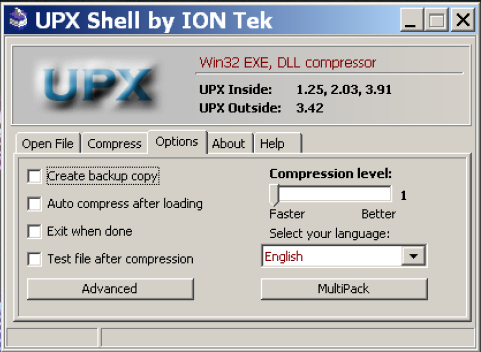 UPX Shell by ION Tek
UPX
Win32 EXE, DLL compressor
UPX Inside: 1.25, 2.03, 3.91
UPX Outside: 3.42
Open File Compress Options About Help
Create backup copy
Auto compress after loading
Exit when done
Test file after compression
Advanced
Compression level:
1
Faster Better
Select your language:
English
MultiPack